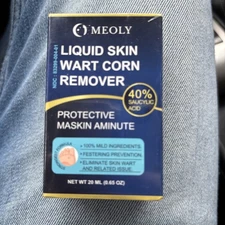 MEOLY
LIQUID SKIN
WART CORN
REMOVER
40%
SALICYLIC
ACID
PROTECTIVE
MASKIN AMINUTE
• 100% MILD INGREDIENTS
• FESTERING PREVENTION
• ELIMINATE SKIN WART
AND RELATED ISSUE
NET WT 20 ML (0.65 OZ)